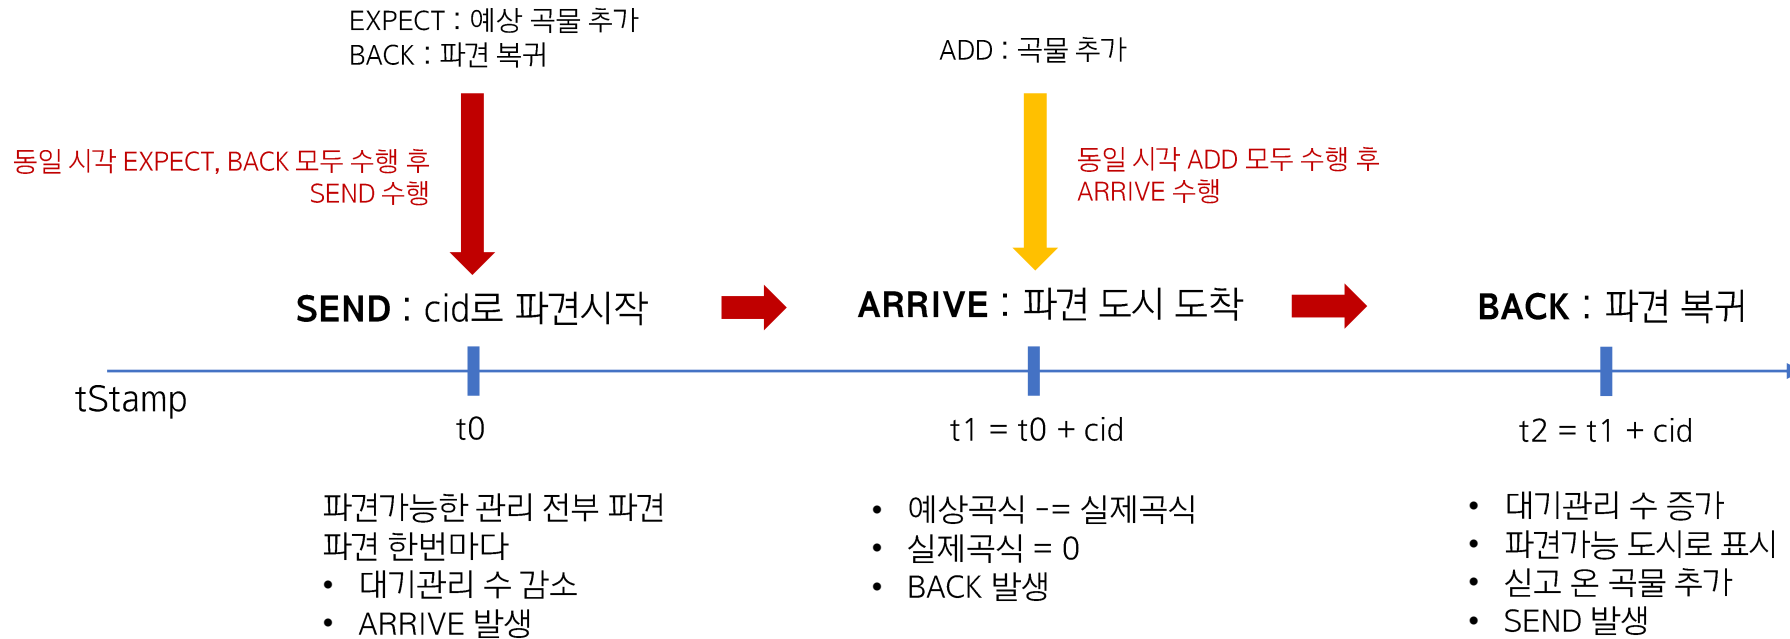 EXPECT : 예상 곡물 추가
BACK : 파견 복귀
ADD : 곡물 추가
동일 시각 EXPECT, BACK 모두 수행 후
SEND 수행
동일 시각 ADD 모두 수행 후
ARRIVE 수행
SEND : cid로 파견시작
ARRIVE : 파견 도시 도착
BACK : 파견 복귀
tStamp
t0
t1 = t0 + cid
t2 = t1 + cid
파견가능한 관리 전부 파견
파견 한번마다
• 대기관리 수 감소
• ARRIVE 발생
• 예상곡식 -= 실제곡식
• 실제곡식 = 0
• BACK 발생
• 대기관리 수 증가
• 파견가능 도시로 표시
• 싣고 온 곡물 추가
• SEND 발생